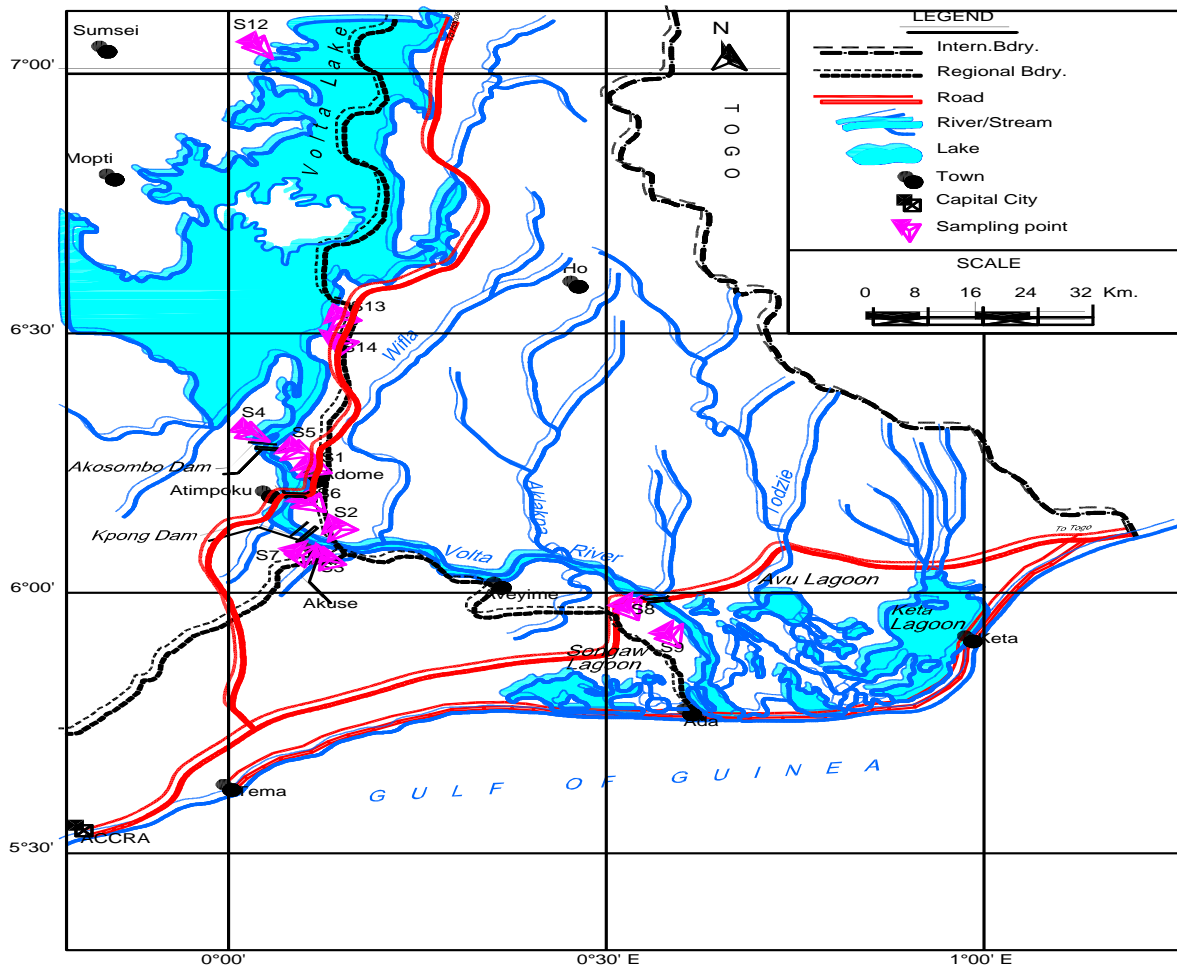 S12
Sumsei
7°00'
Volta Lake
N
TOGO
LEGEND
Intern.Bdry.
Regional Bdry.
Road
River/Stream
Lake
Town
Capital City
Sampling point
SCALE
0 8 16 24 32 Km.
Mopti
Ho
S13
6°30'
S14
Wifla
S4
S5
S1
Akosombo Dam
Adome
Atimpoku
S6
S2
Kpong Dam
S7
S3
Akuse
Aklakpa
Todzie
To Togo
Volta River
6°00'
Aveyime
Avu Lagoon
S8
Keta
Lagoon
Keta
S9
Songaw
Lagoon
Ada
Tema
GULF OF GUINEA
ACCRA
5°30'
0°00'
0°30' E
1°00' E